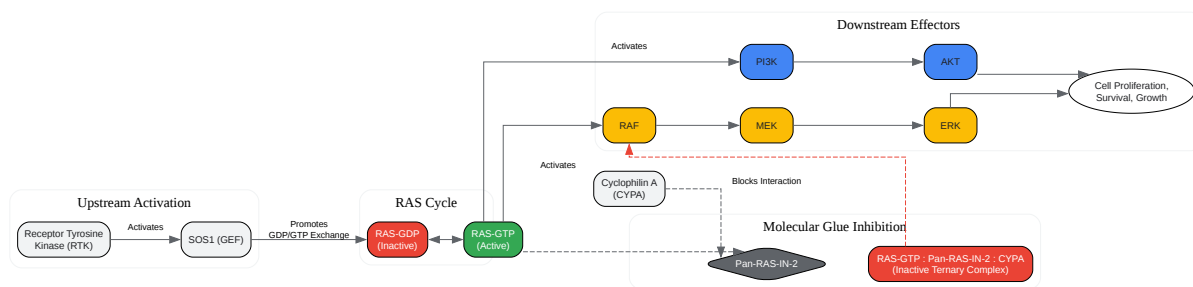 Downstream Effectors
Activates
PI3K
AKT
Cell Proliferation,
Survival, Growth
RAF
MEK
ERK
Activates
Cyclophilin A
(CYPA)
Blocks Interaction
Upstream Activation
RAS Cycle
Receptor Tyrosine
Kinase (RTK)
Activates
SOS1 (GEF)
Promotes
GDP/GTP Exchange
RAS-GDP
(Inactive)
RAS-GTP
(Active)
Molecular Glue Inhibition
Pan-RAS-IN-2
RAS-GTP : Pan-RAS-IN-2 : CYPA
(Inactive Ternary Complex)